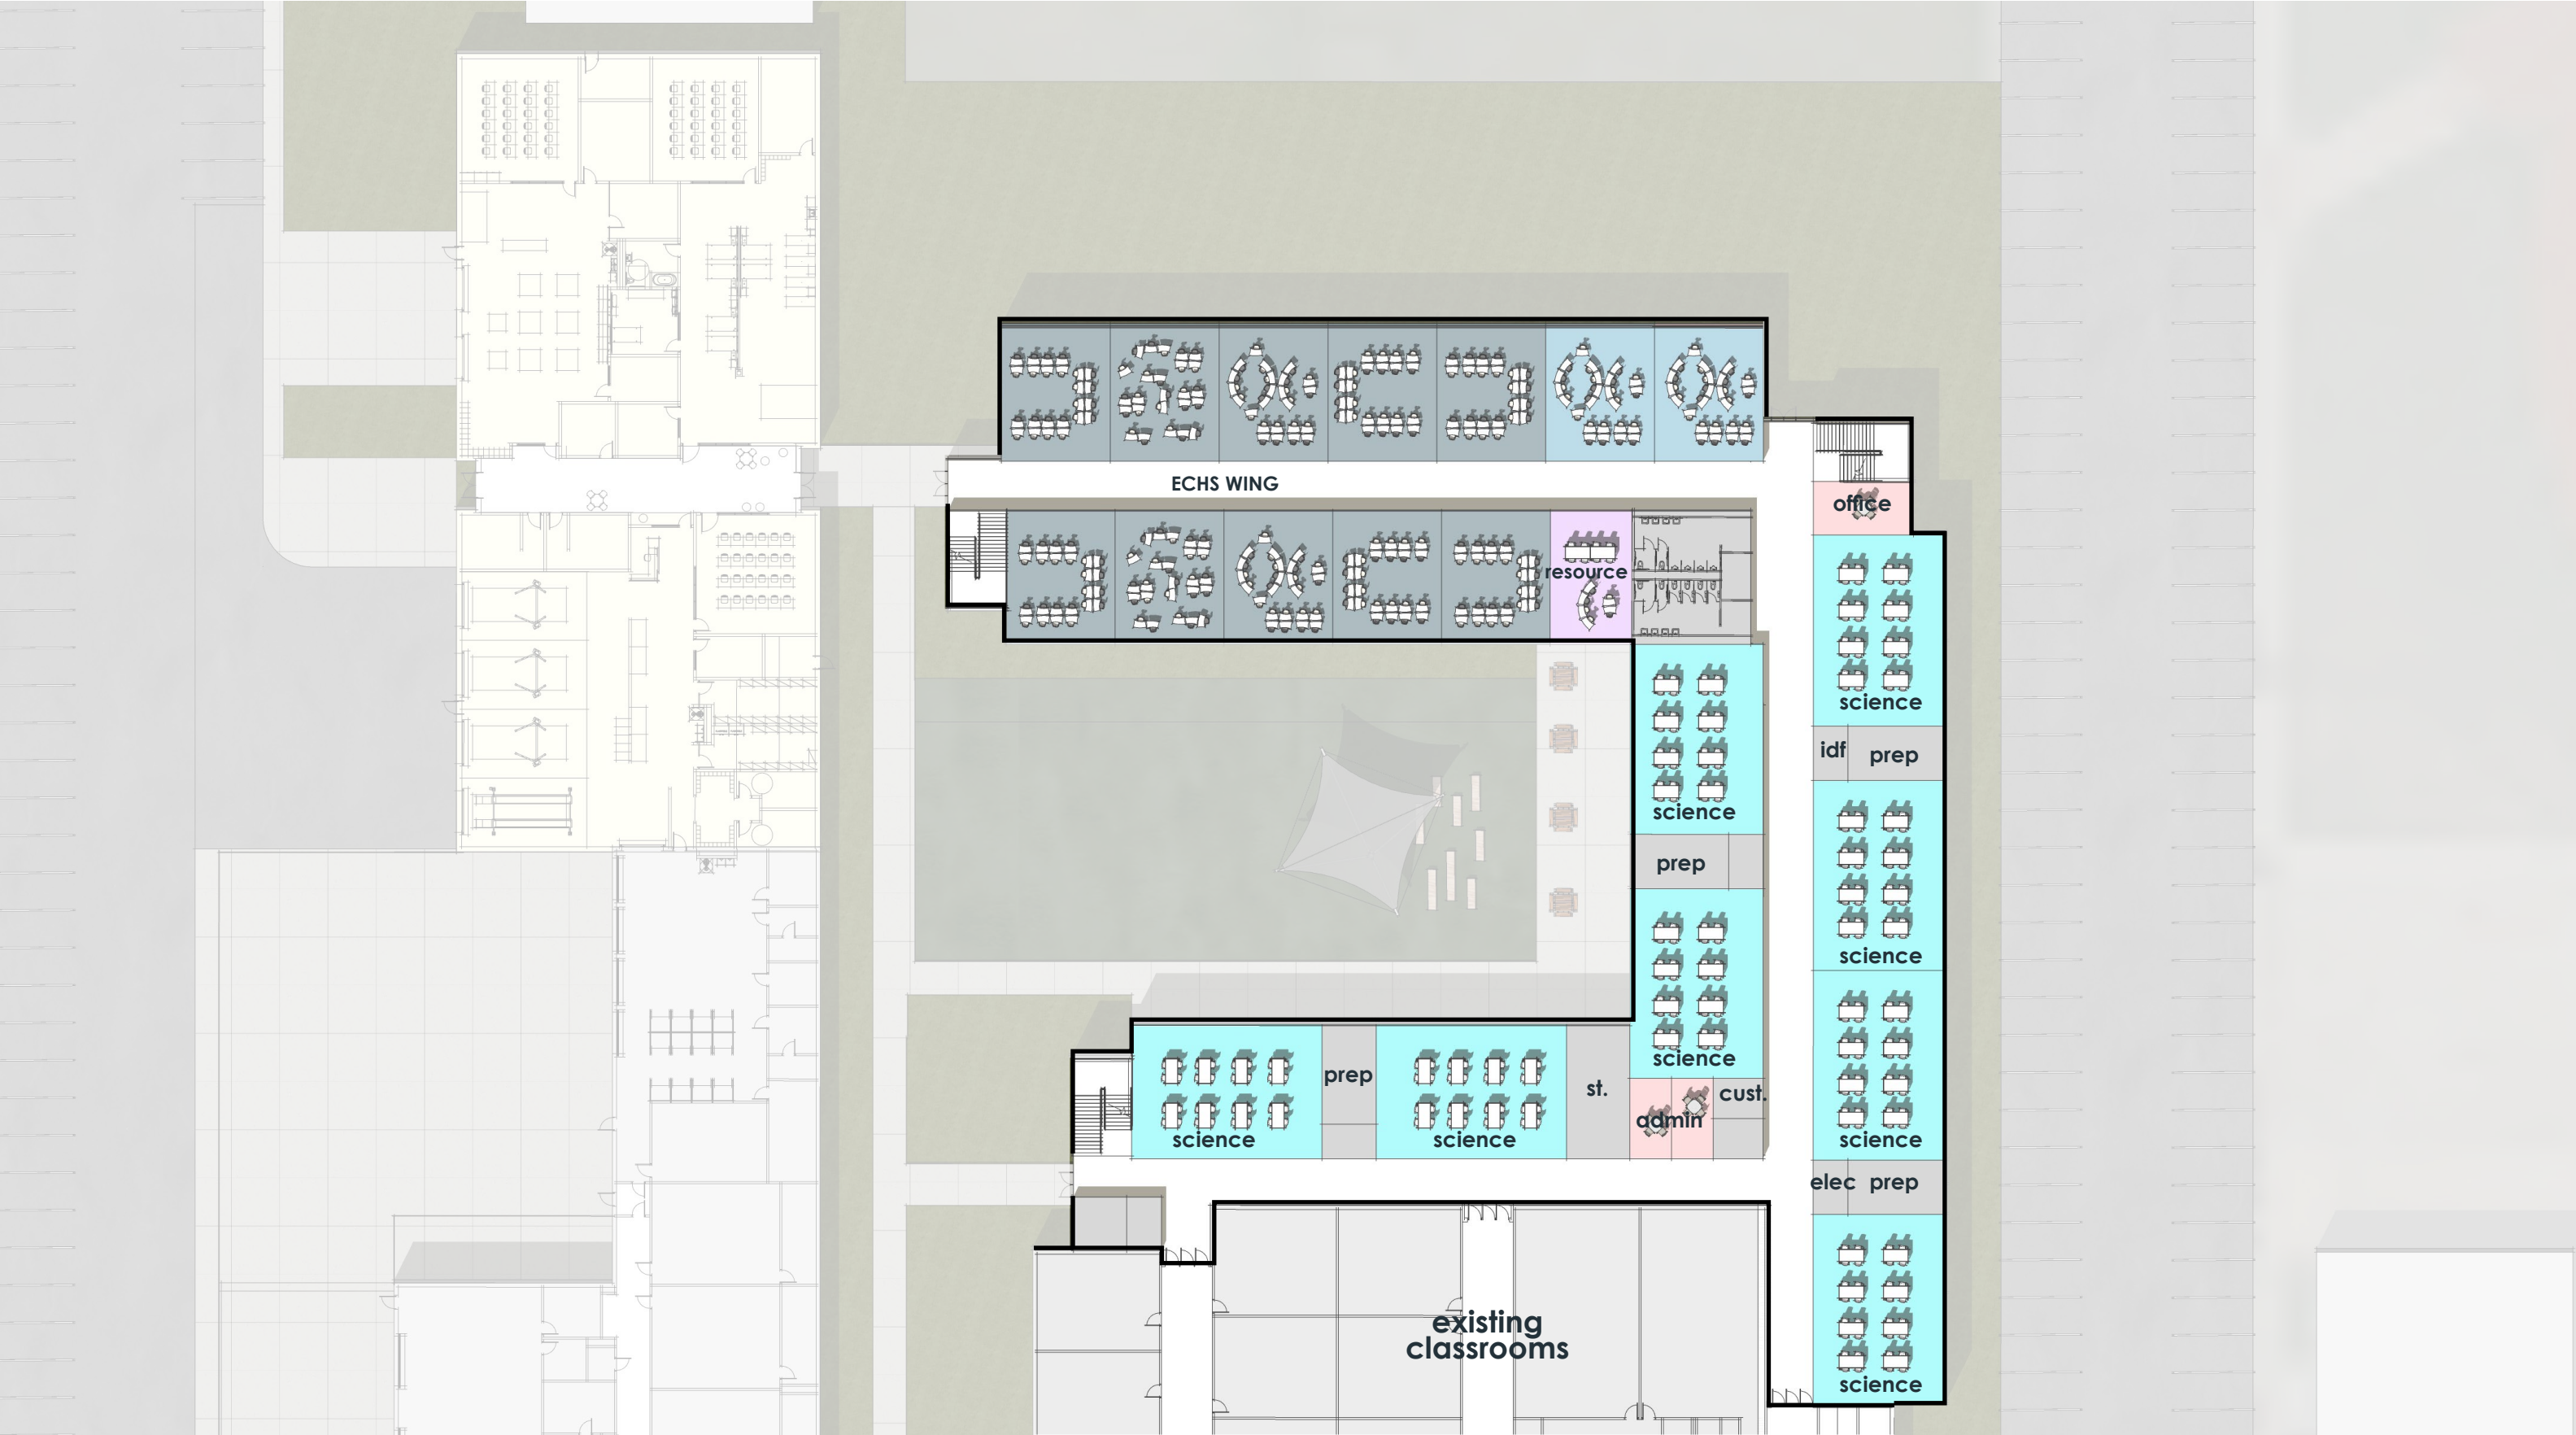 ECHS WING
office
resource
science
idf
prep
science
prep
science
science
science
prep
st.
admin
cust.
science
science
science
elec
prep
existing
classrooms
science